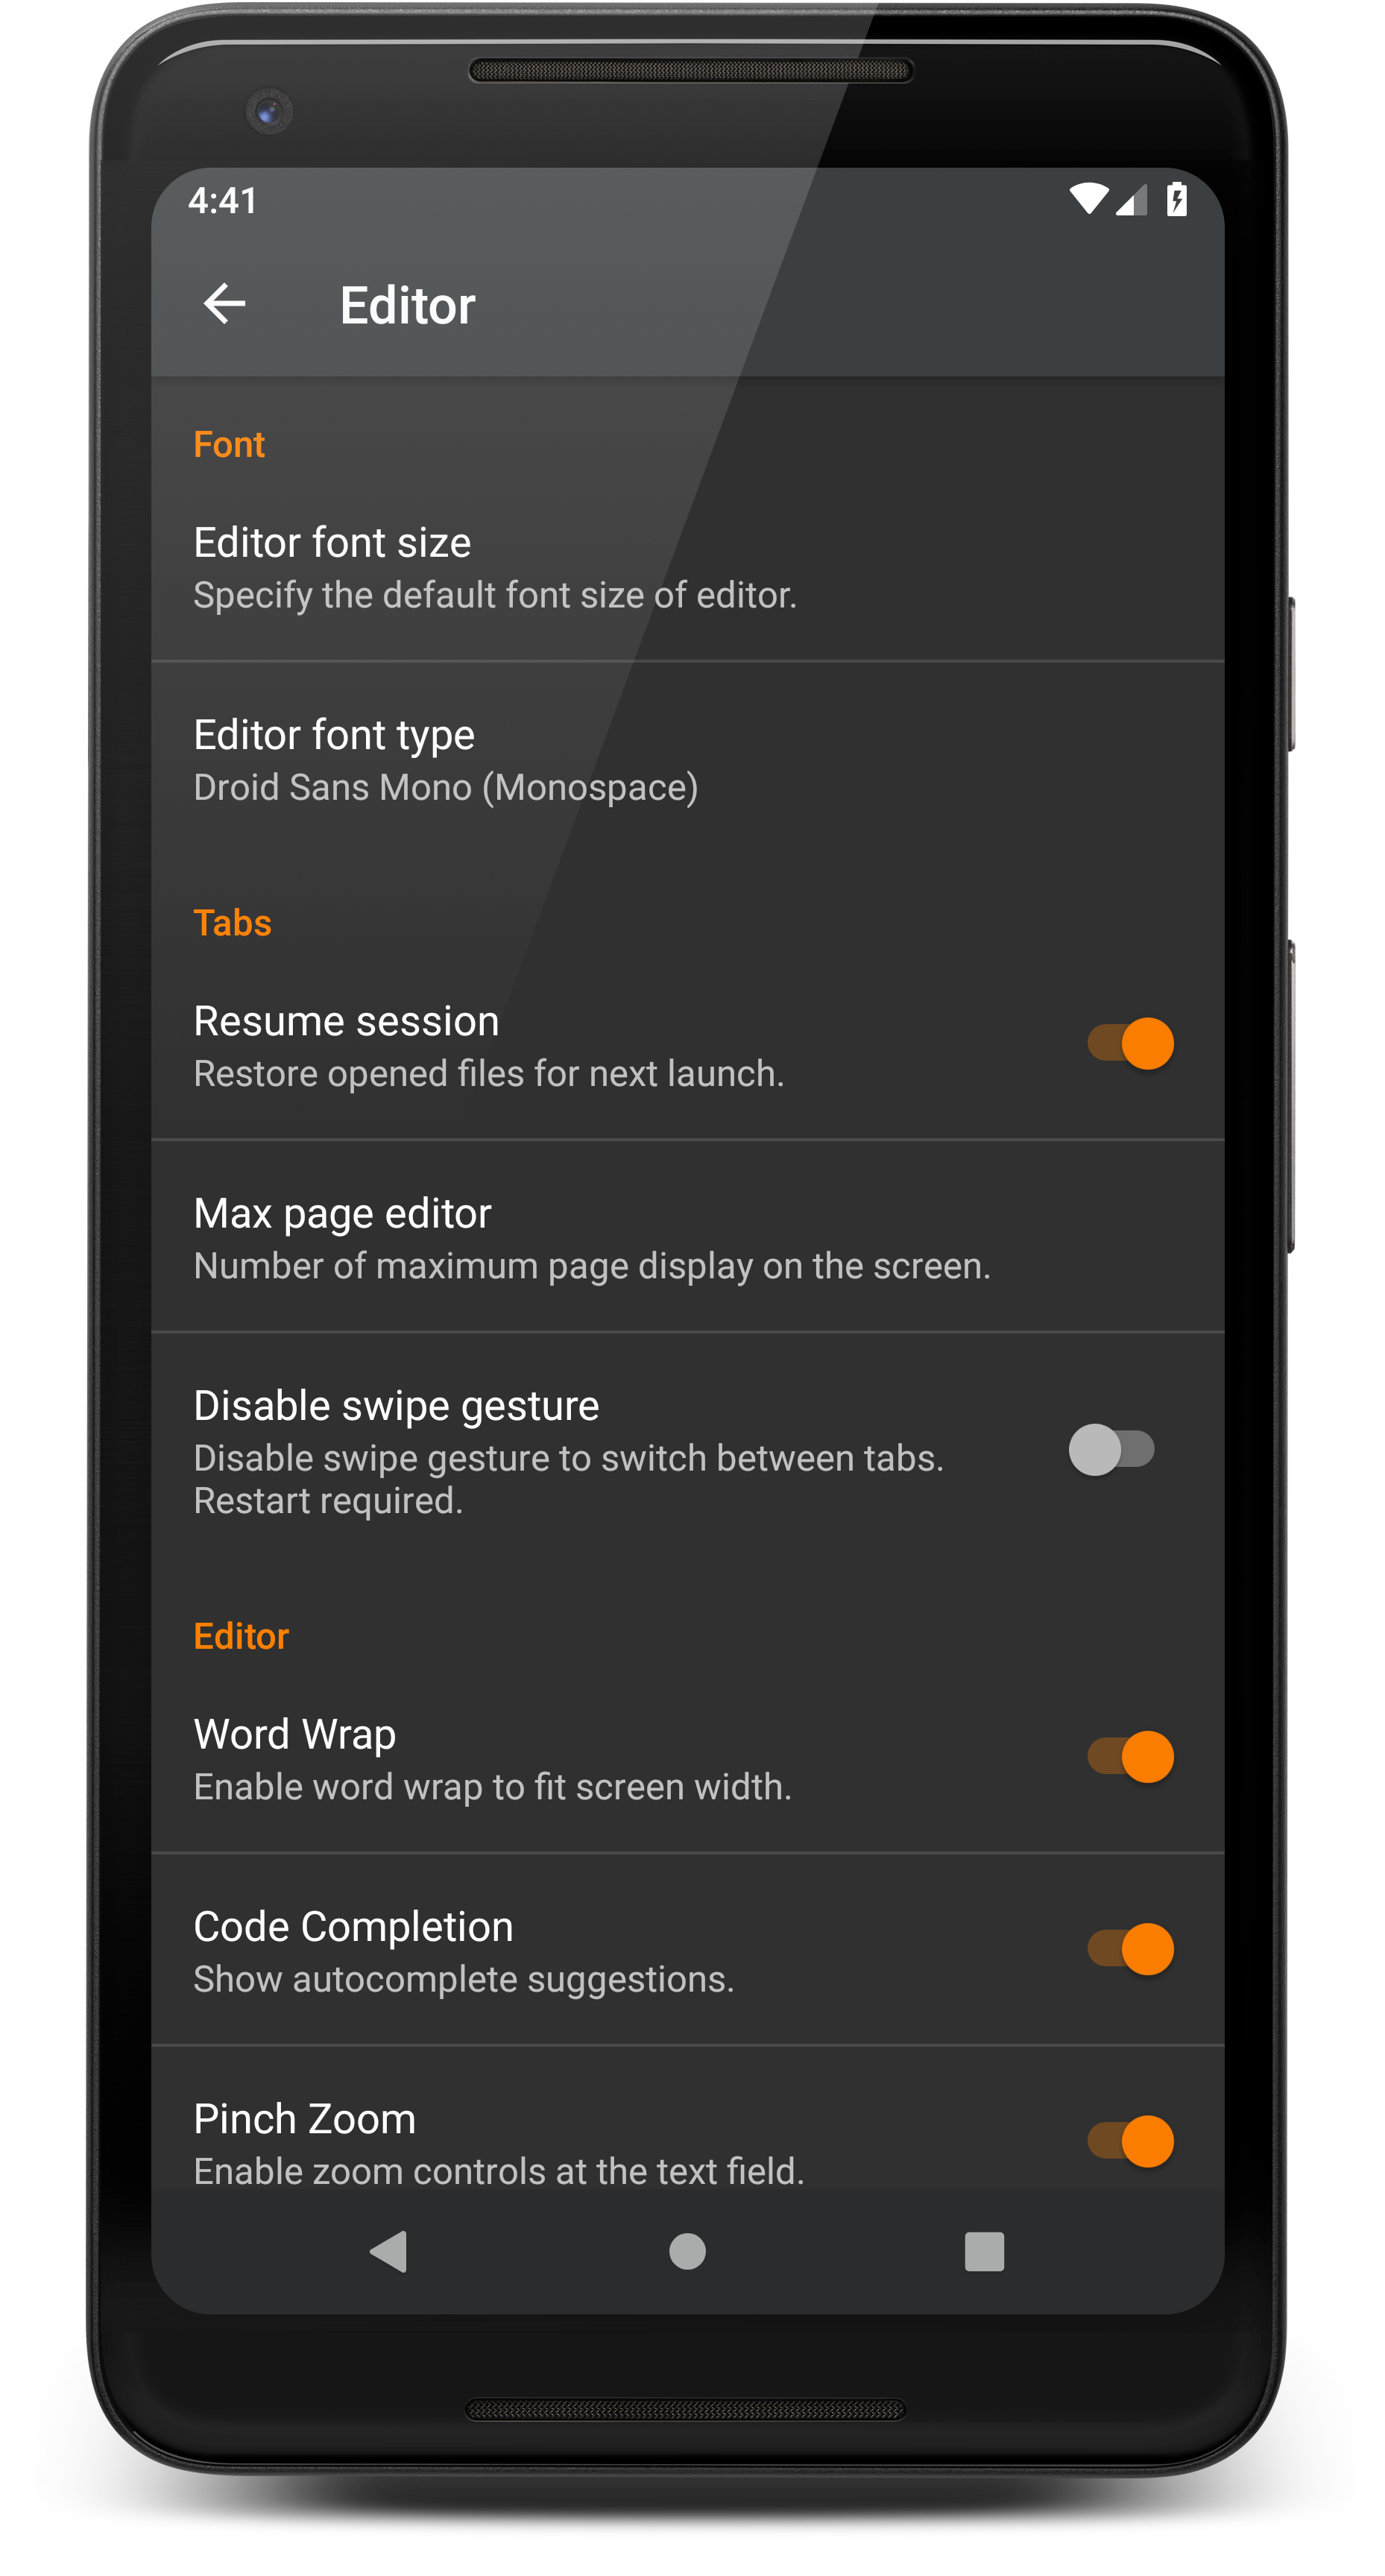 4:41
Editor
Font
Editor font size
Specify the default font size of editor.
Editor font type
Droid Sans Mono (Monospace)
Tabs
Resume session
Restore opened files for next launch.
Max page editor
Number of maximum page display on the screen.
Disable swipe gesture
Disable swipe gesture to switch between tabs.
Restart required.
Editor
Word Wrap
Enable word wrap to fit screen width.
Code Completion
Show autocomplete suggestions.
Pinch Zoom
Enable zoom controls at the text field.